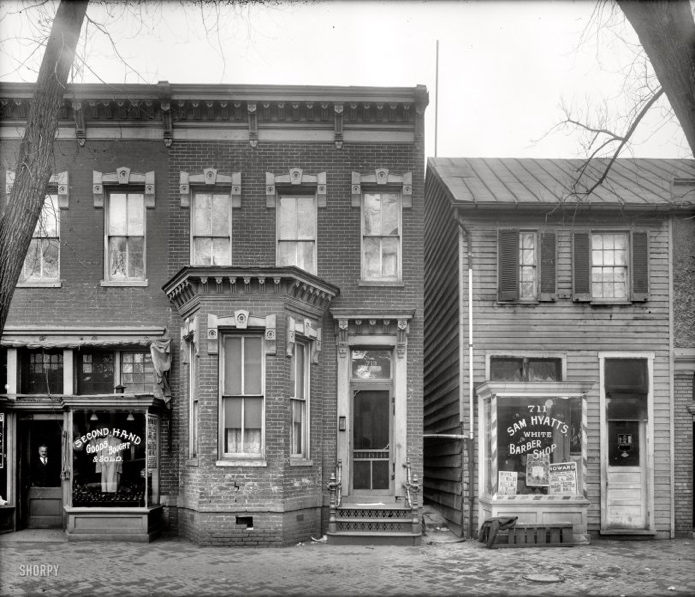 SECOND-HAND
GOODS BOUGHT
& SOLD.
711
SAM HYATT'S
WHITE
BARBER
SHOP
HOWARD
SHORPY